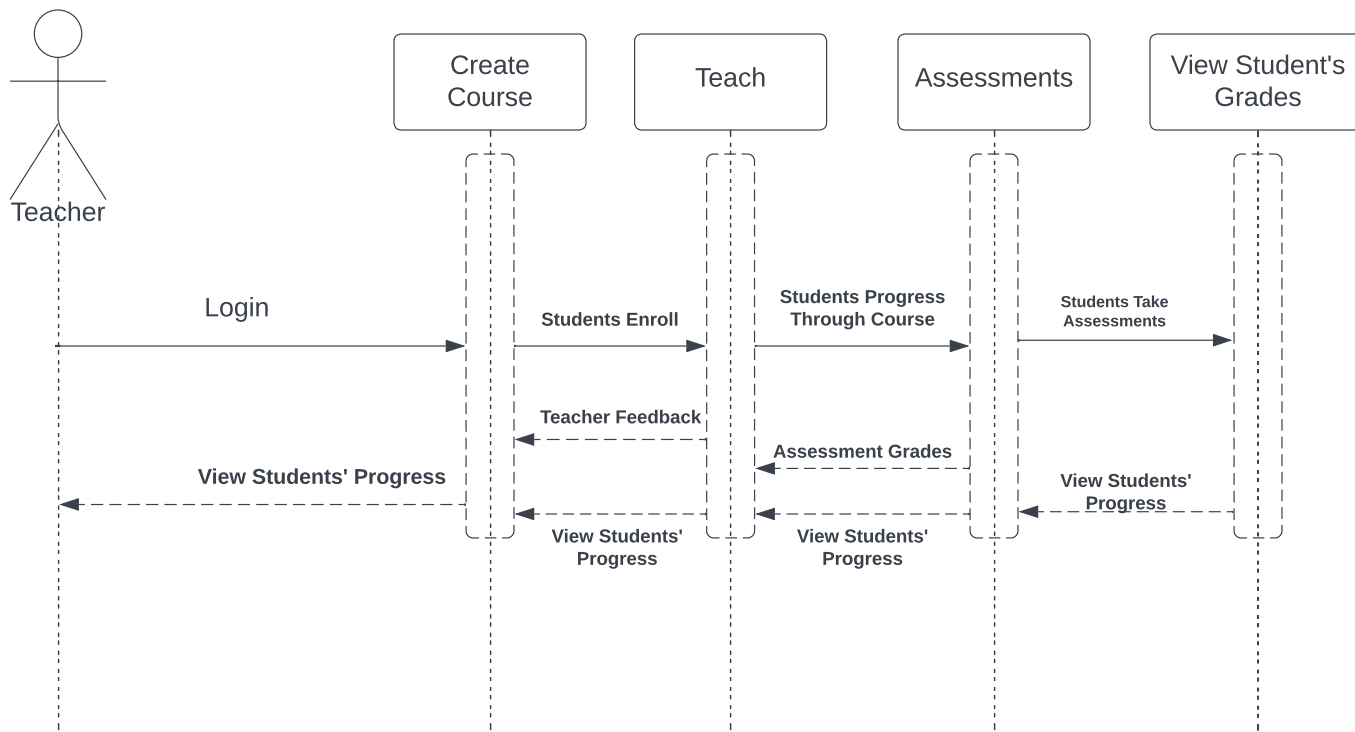 Create
Course
Teach
Assessments
View Student's
Grades
Teacher
Login
Students Enroll
Students Progress
Through Course
Students Take
Assessments
Teacher Feedback
Assessment Grades
View Students' Progress
View Students'
Progress
View Students'
Progress
View Students'
Progress